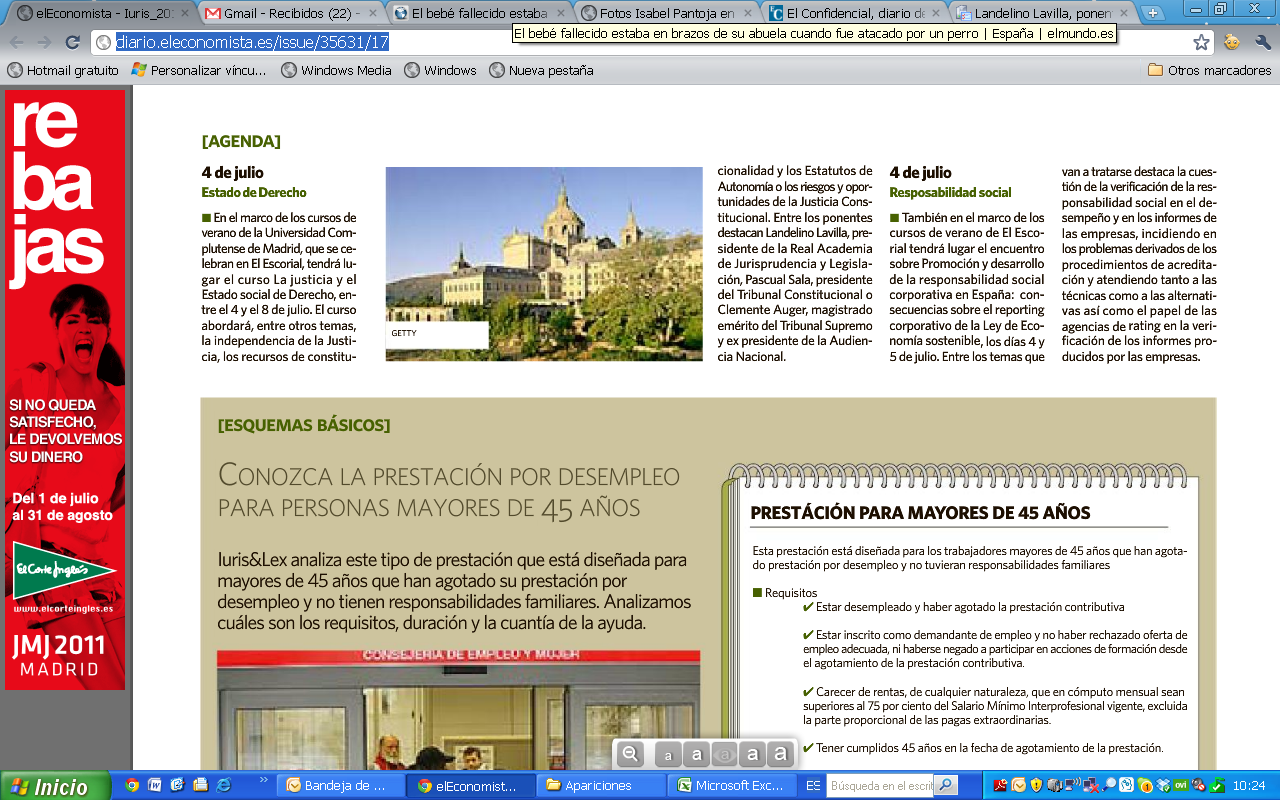 elEconomista - Iuris_20
Gmail - Recibidos (22) -
El bebé fallecido estaba
Fotos Isabel Pantoja en
El Confidencial, diario de
Landelino Lavilla, ponen
diario.eleconomista.es/issue/35631/17
El bebé fallecido estaba en brazos de su abuela cuando fue atacado por un perro | España | elmundo.es
Hotmail gratuito
Personalizar víncu...
Windows Media
Windows
Nueva pestaña
Otros marcadores
re
ba
jas
SI NO QUEDA
SATISFECHO,
LE DEVOLVEMOS
SU DINERO
Del 1 de julio
al 31 de agosto
El Corte Inglés
www.elcorteingles.es
JMJ 2011
MADRID
[AGENDA]
4 de julio
Estado de Derecho
■ En el marco de los cursos de
verano de la Universidad Com-
plutense de Madrid, que se ce-
lebran en El Escorial, tendrá lu-
gar el curso La justicia y el
Estado social de Derecho, en-
tre el 4 y el 8 de julio. El curso
abordará, entre otros temas,
la independencia de la Justi-
cia, los recursos de constitu-
GETTY
cionalidad y los Estatutos de
Autonomía o los riesgos y opor-
tunidades de la Justicia Cons-
titucional. Entre los ponentes
destacan Landelino Lavilla, pre-
sidente de la Real Academia
de Jurisprudencia y Legisla-
ción, Pascual Sala, presidente
del Tribunal Constitucional o
Clemente Auger, magistrado
emérito del Tribunal Supremo
y ex presidente de la Audien-
cia Nacional.
4 de julio
Resposabilidad social
■ También en el marco de los
cursos de verano de El Esco-
rial tendrá lugar el encuentro
sobre Promoción y desarrollo
de la responsabilidad social
corporativa en España: con-
secuencias sobre el reporting
corporativo de la Ley de Eco-
nomía sostenible, los días 4 y
5 de julio. Entre los temas que
van a tratarse destaca la cues-
tión de la verificación de la res-
ponsabilidad social en el de-
sempeño y en los informes de
las empresas, incidiendo en
los problemas derivados de los
procedimientos de acredita-
ción y atendiendo tanto a las
técnicas como a las alternati-
vas así como el papel de las
agencias de rating en la veri-
ficación de los informes pro-
ducidos por las empresas.
[ESQUEMAS BÁSICOS]
CONOZCA LA PRESTACIÓN POR DESEMPLEO
PARA PERSONAS MAYORES DE 45 AÑOS
Iuris&Lex analiza este tipo de prestación que está diseñada para
mayores de 45 años que han agotado su prestación por
desempleo y no tienen responsabilidades familiares. Analizamos
cuáles son los requisitos, duración y la cuantía de la ayuda.
CONSEJERIA DE EMPLEO Y MUJER
PRESTÁCIÓN PARA MAYORES DE 45 AÑOS
Esta prestación está diseñada para los trabajadores mayores de 45 años que han agota-
do prestación por desempleo y no tuvieran responsabilidades familiares
■ Requisitos
✔ Estar desempleado y haber agotado la prestación contributiva
✔ Estar inscrito como demandante de empleo y no haber rechazado oferta de
empleo adecuada, ni haberse negado a participar en acciones de formación desde
el agotamiento de la prestación contributiva.
✔ Carecer de rentas, de cualquier naturaleza, que en cómputo mensual sean
superiores al 75 por ciento del Salario Mínimo Interprofesional vigente, excluida
la parte proporcional de las pagas extraordinarias.
✔ Tener cumplidos 45 años en la fecha de agotamiento de la prestación.
a a a a a
Inicio
Bandeja de ...
elEconomist...
Apariciones
Microsoft Exc...
ES
Búsqueda en el escrit
ovi
10:24